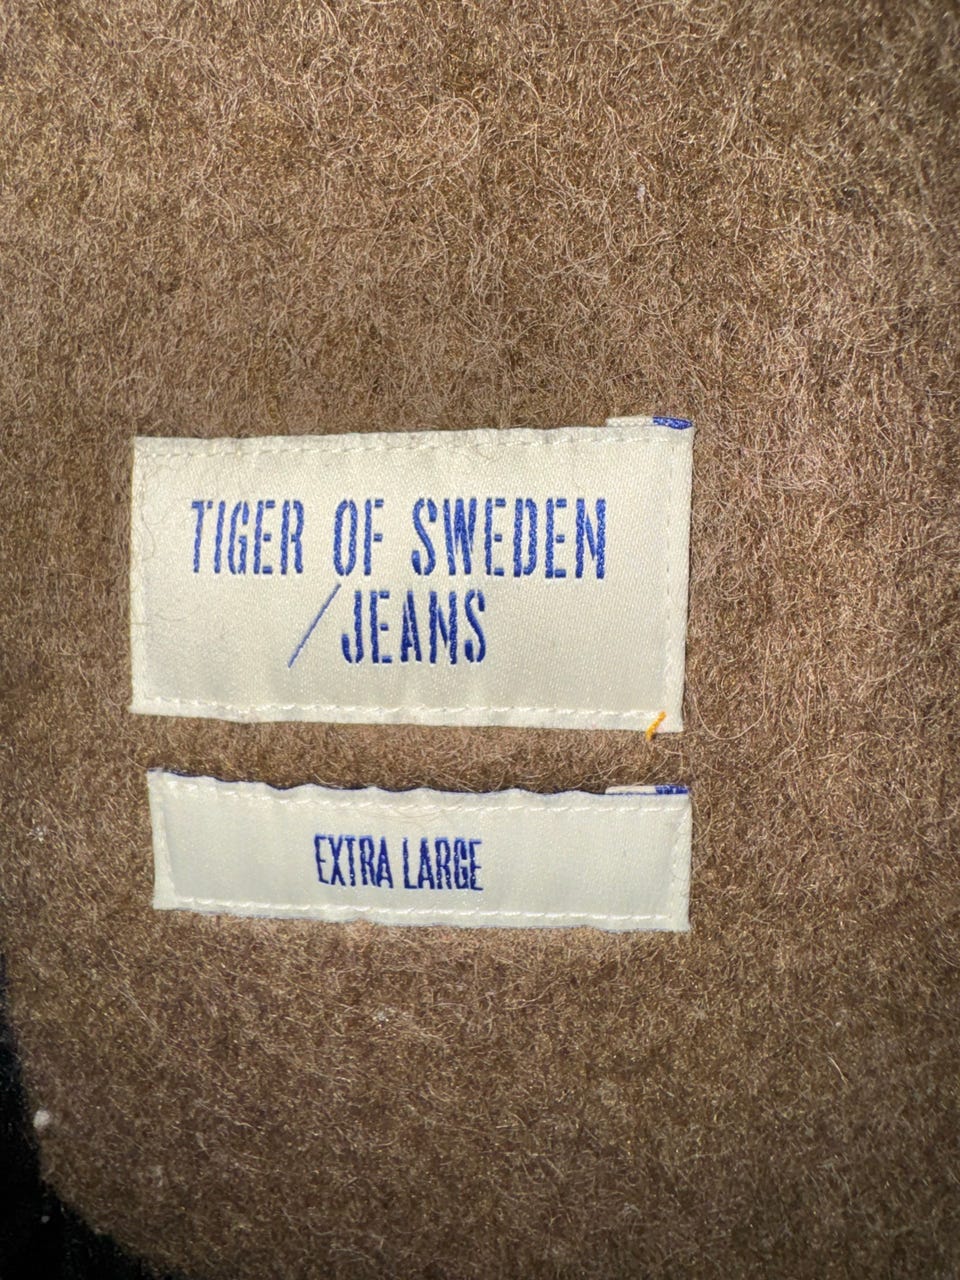 TIGER OF SWEDEN
/JEANS
EXTRA LARGE